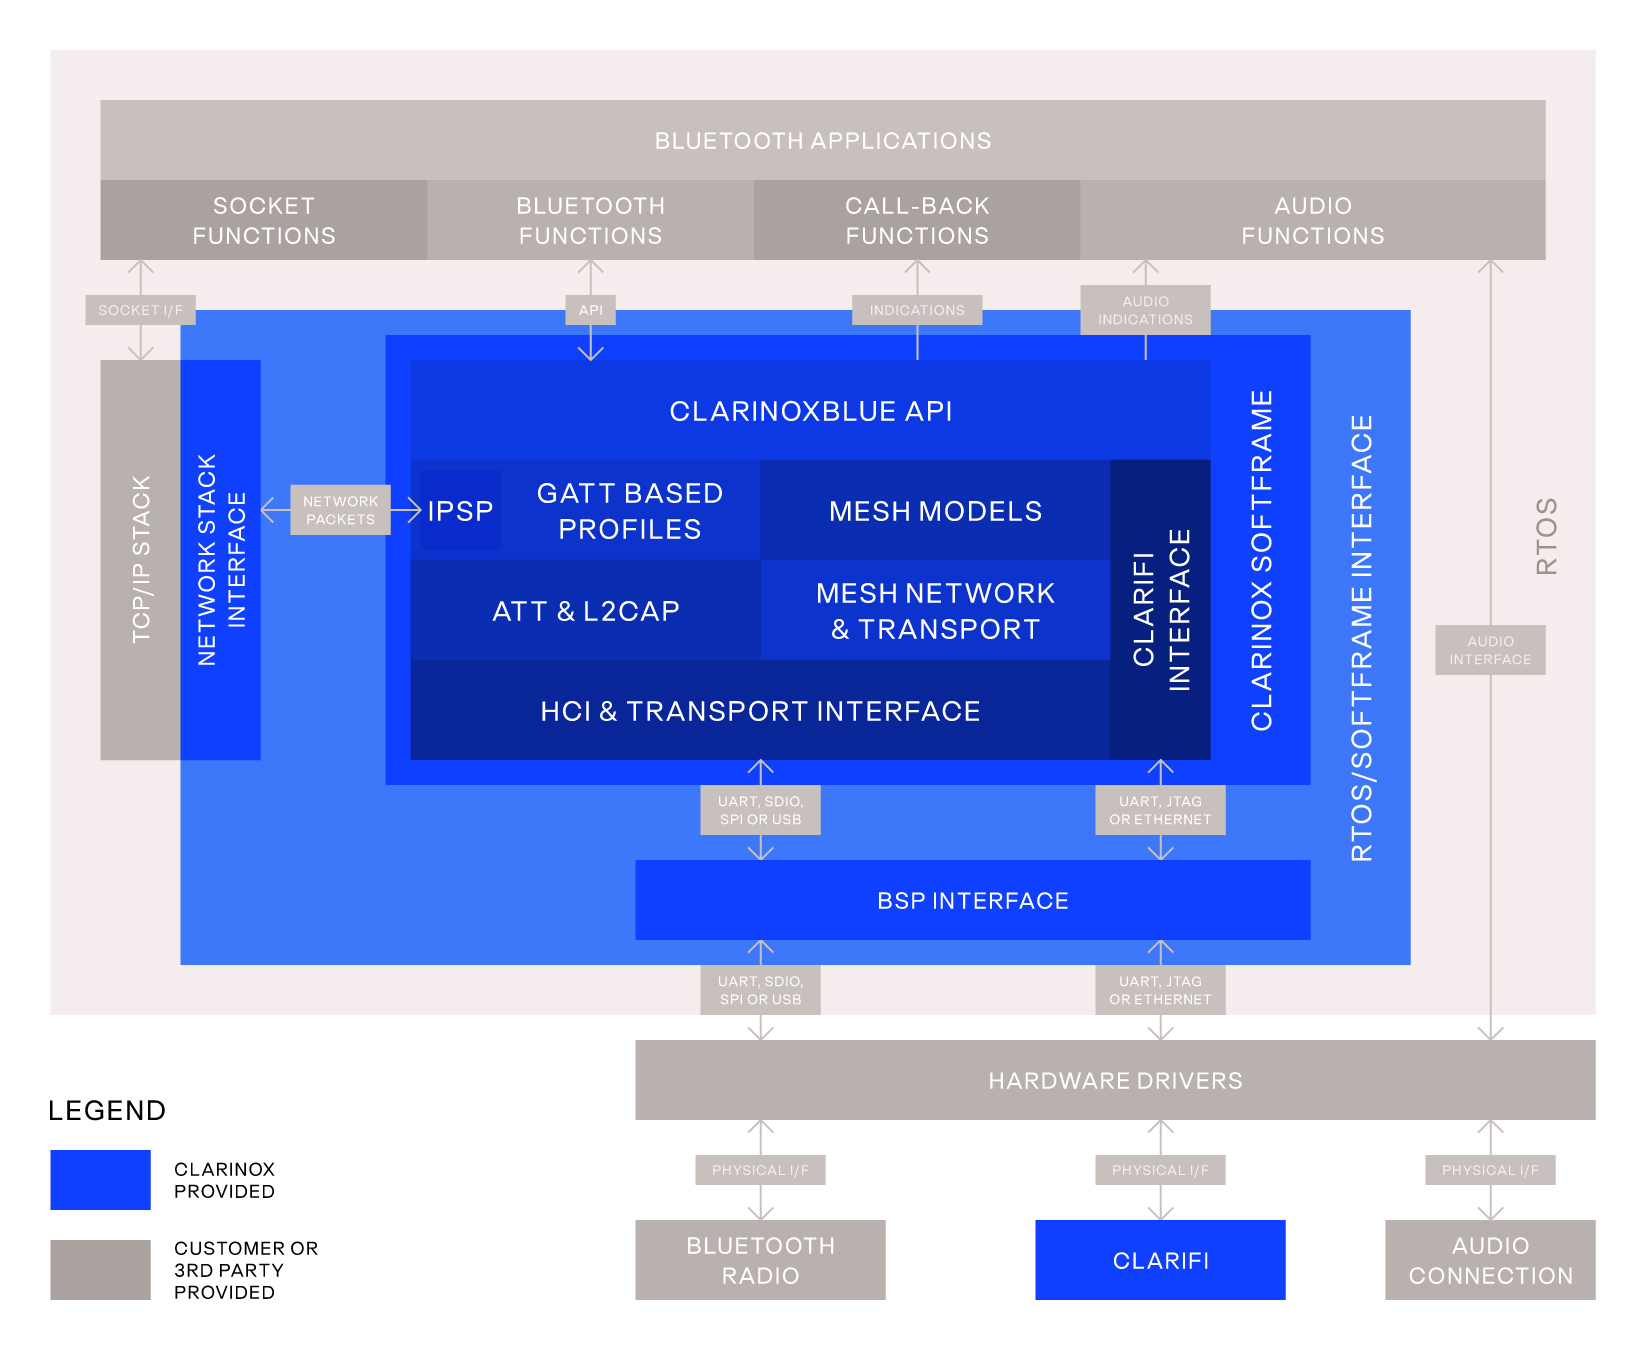 BLUETOOTH APPLICATIONS
SOCKET
FUNCTIONS
BLUETOOTH
FUNCTIONS
CALL-BACK
FUNCTIONS
AUDIO
FUNCTIONS
SOCKET I/F
API
INDICATIONS
AUDIO
INDICATIONS
TCP/IP STACK
NETWORK STACK
INTERFACE
NETWORK
PACKETS
CLARINOXBLUE API
IPSP
GATT BASED
PROFILES
MESH MODELS
ATT & L2CAP
MESH NETWORK
& TRANSPORT
HCI & TRANSPORT INTERFACE
CLARIFI
INTERFACE
CLARINOX SOFTFRAME
RTOS/SOFTFRAME INTERFACE
RTOS
AUDIO
INTERFACE
UART, SDIO,
SPI OR USB
UART, JTAG
OR ETHERNET
BSP INTERFACE
UART, SDIO,
SPI OR USB
UART, JTAG
OR ETHERNET
HARDWARE DRIVERS
PHYSICAL I/F
PHYSICAL I/F
PHYSICAL I/F
BLUETOOTH
RADIO
CLARIFI
AUDIO
CONNECTION
LEGEND
CLARINOX
PROVIDED
CUSTOMER OR
3RD PARTY
PROVIDED